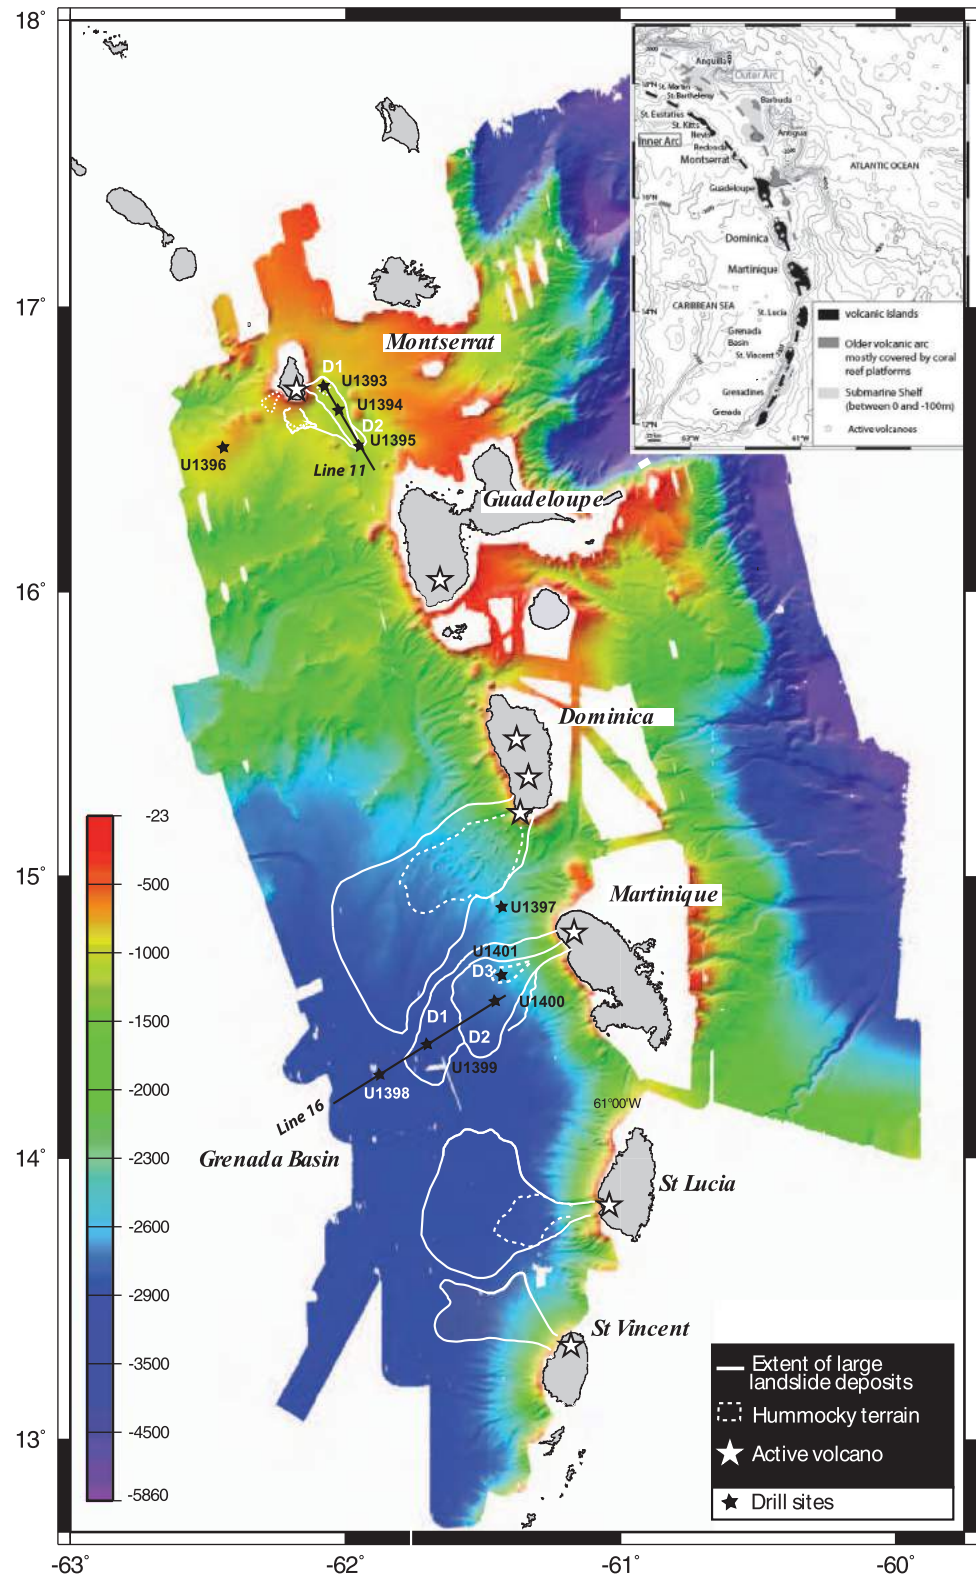 18°
17°
16°
15°
14°
13°
-63°
-62°
-61°
-60°
Anguilla
Outer Arc
St. Martin
St. Barthelemy
Barbuda
St. Eustatius
St. Kitts
Nevis
Antigua
Inner Arc
Redonda
Montserrat
ATLANTIC OCEAN
Guadeloupe
16°N
Dominica
Martinique
CARIBBEAN SEA
14°N
St. Lucia
Grenada
Basin
St. Vincent
Grenadines
Grenada
12°N
63°W
61°W
volcanic Islands
Older volcanic arc
mostly covered by coral
reef platforms
Submarine Shelf
(between 0 and -100m)
Active volcanoes
Montserrat
D1
U1393
U1394
D2
U1395
U1396
Line 11
Guadeloupe
Dominica
Martinique
U1397
U1401
D3
U1400
D1
D2
U1399
U1398
Line 16
61°00'W
Grenada Basin
St Lucia
St Vincent
-23
-500
-1000
-1500
-2000
-2300
-2600
-2900
-3500
-4500
-5860
Extent of large
landslide deposits
Hummocky terrain
Active volcano
Drill sites